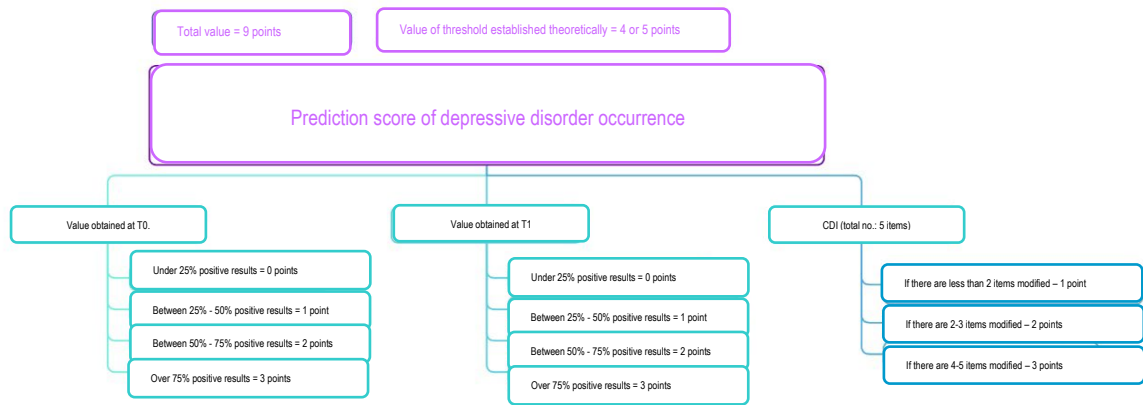 Total value = 9 points
Value of threshold established theoretically = 4 or 5 points
Prediction score of depressive disorder occurrence
Value obtained at T0.
Under 25% positive results = 0 points
Between 25% - 50% positive results = 1 point
Between 50% - 75% positive results = 2 points
Over 75% positive results = 3 points
Value obtained at T1
Under 25% positive results = 0 points
Between 25% - 50% positive results = 1 point
Between 50% - 75% positive results = 2 points
Over 75% positive results = 3 points
CDI (total no.: 5 items)
If there are less than 2 items modified – 1 point
If there are 2-3 items modified – 2 points
If there are 4-5 items modified – 3 points